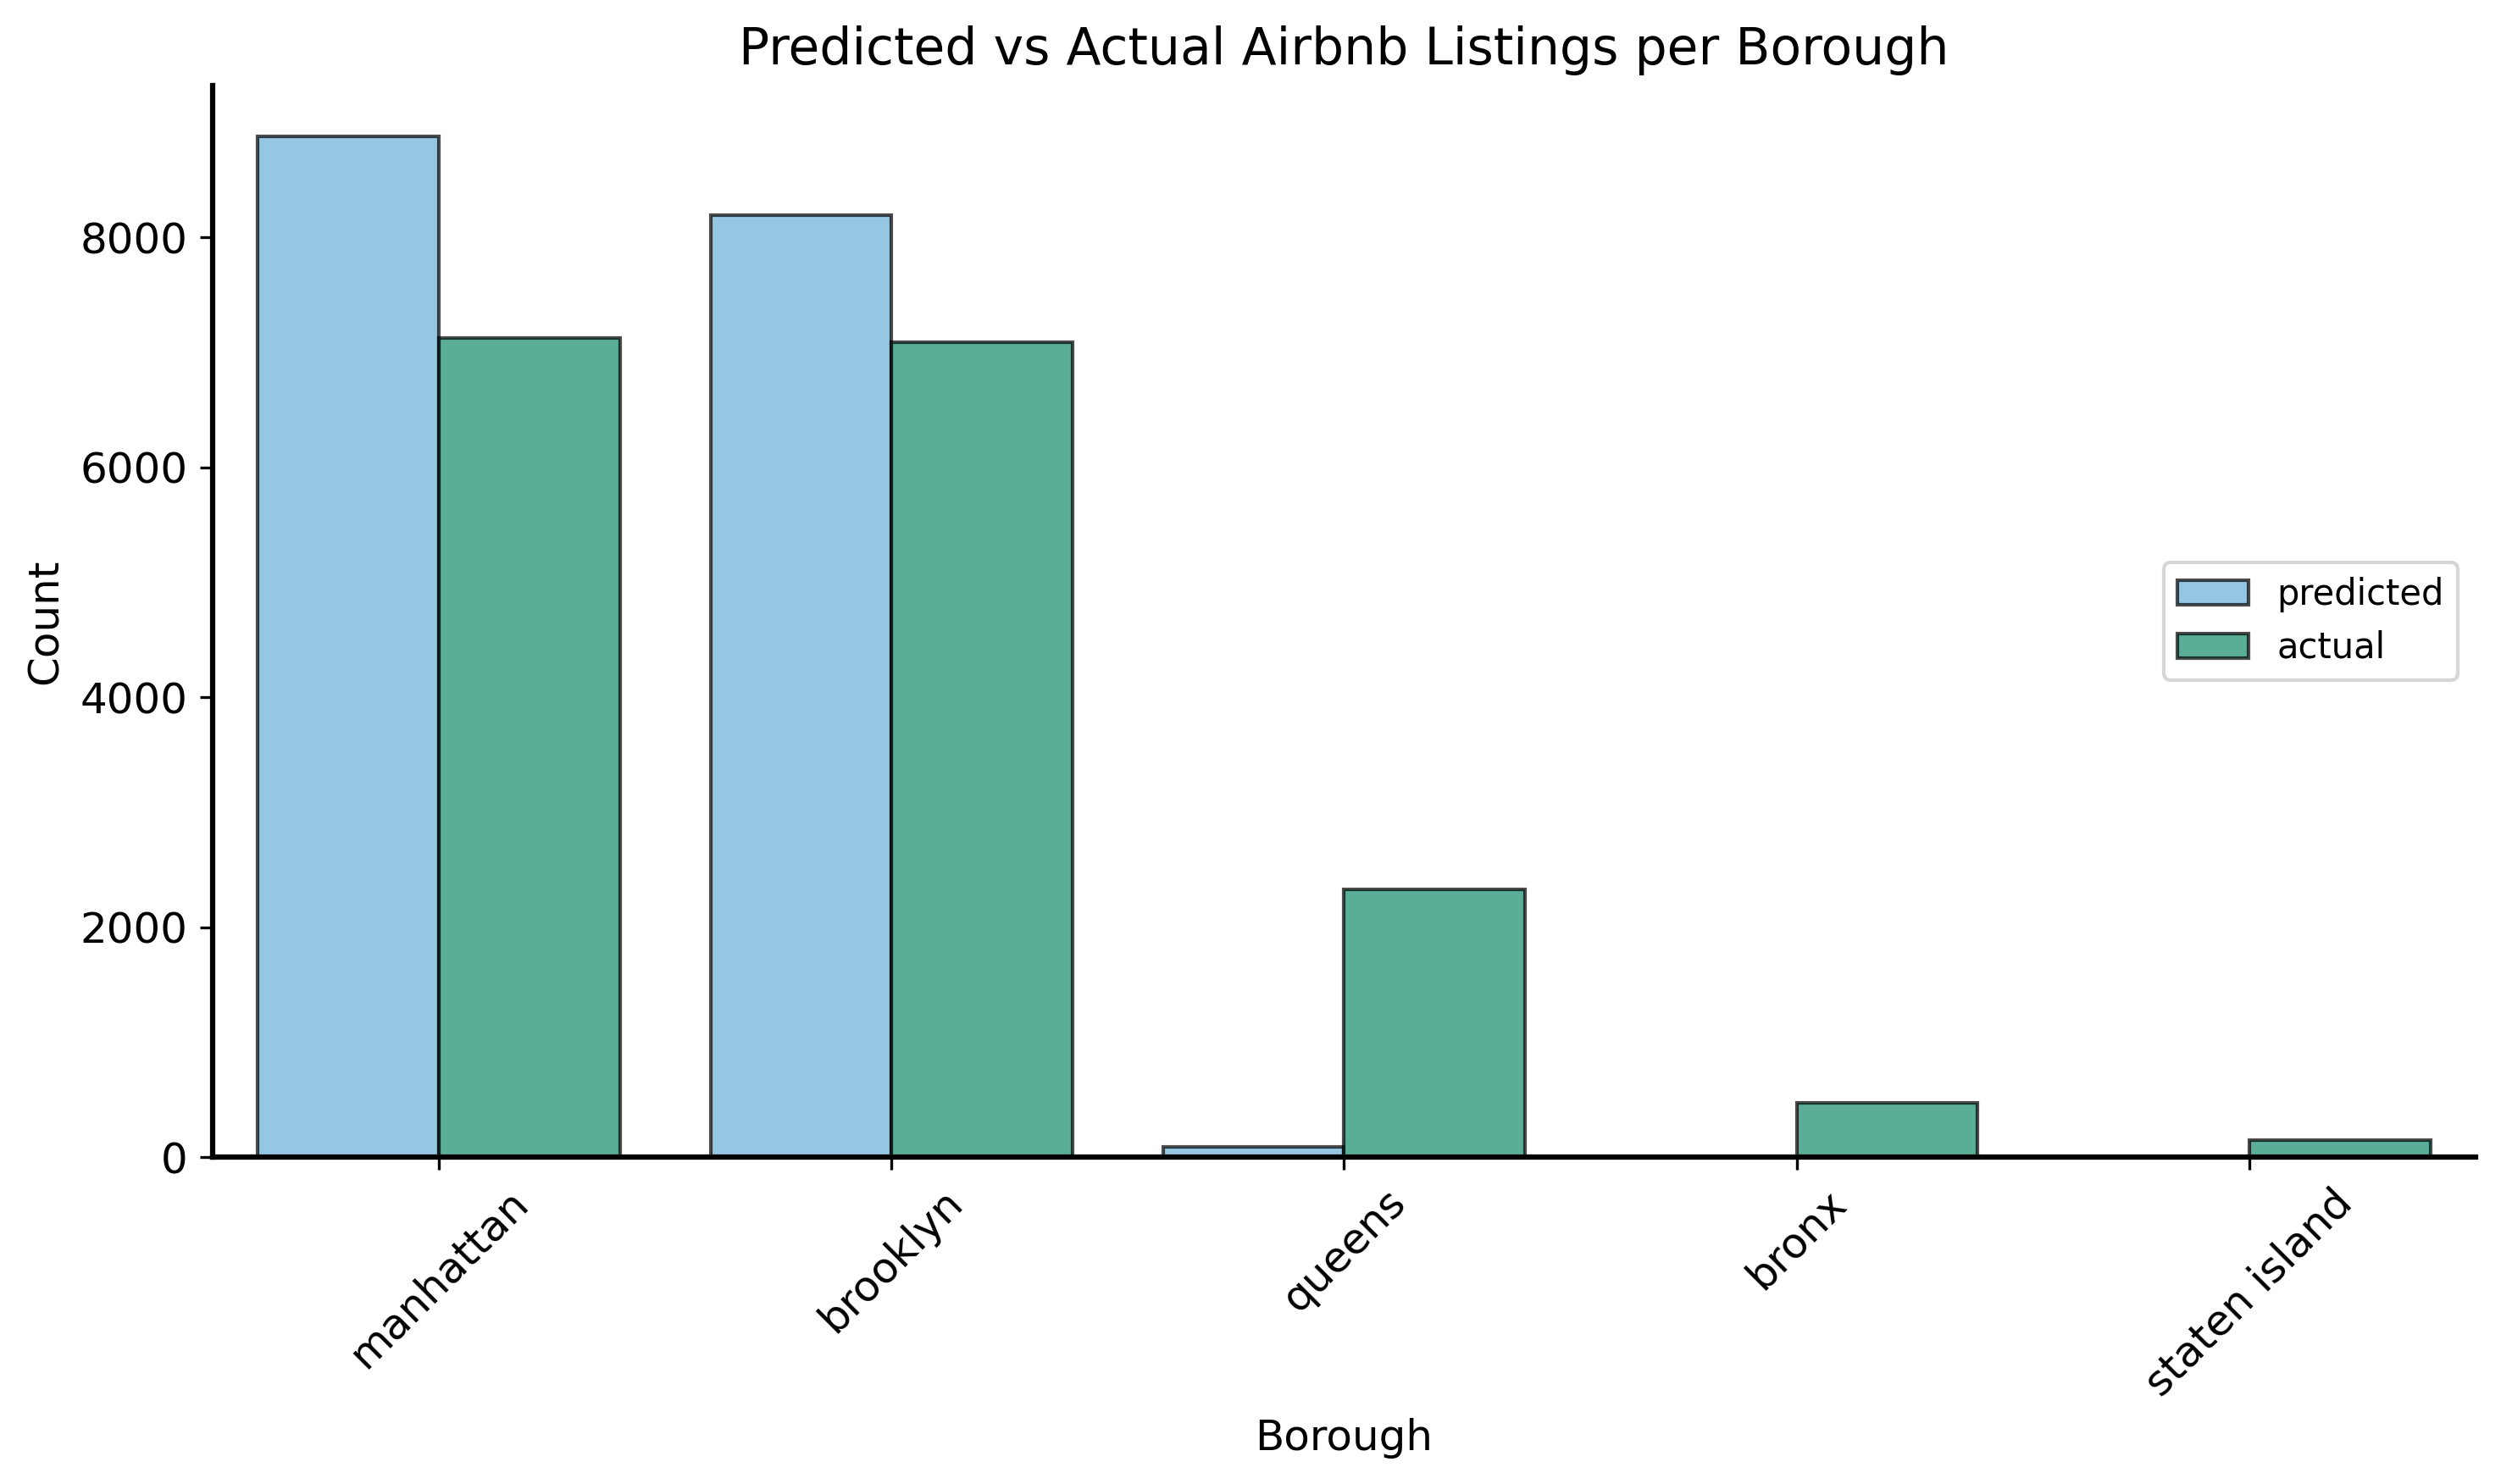 Predicted vs Actual Airbnb Listings per Borough
8000
6000
4000
2000
0
Count
predicted
actual
manhattan
brooklyn
queens
bronx
staten island
Borough